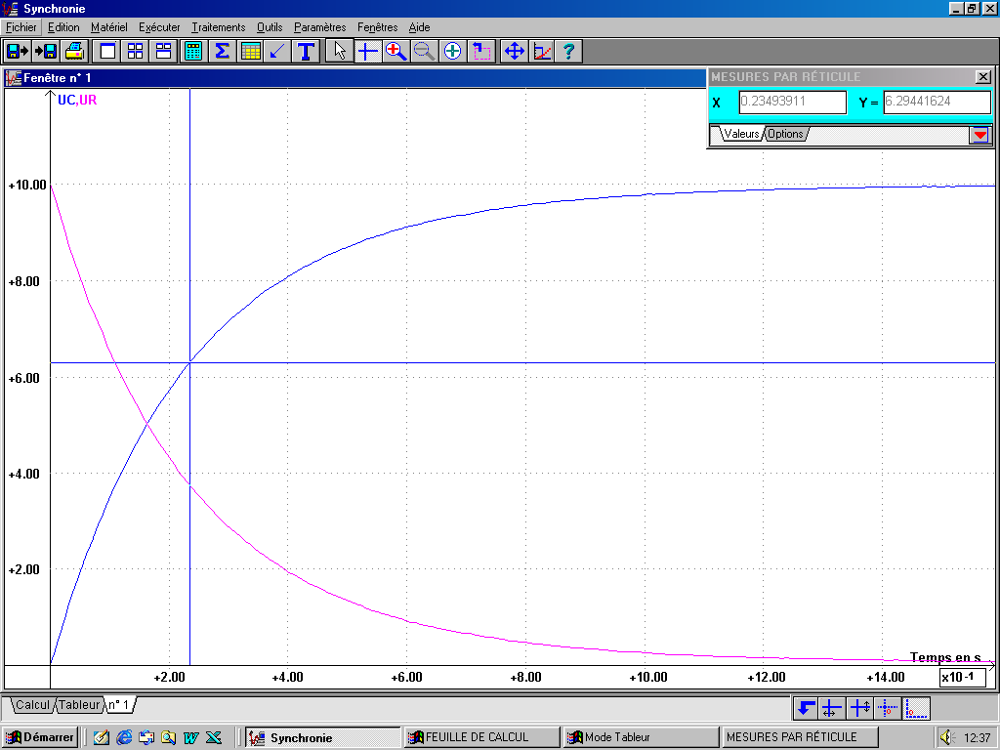 Synchronie
Fichier Edition Matériel Exécuter Traitements Outils Paramètres Fenêtres Aide
Fenêtre n° 1
MESURES PAR RÉTICULE
UC,UR
X 0.23493911 Y = 6.29441624
Valeurs Options
+10.00
+8.00
+6.00
+4.00
+2.00
Temps en s
+2.00 +4.00 +6.00 +8.00 +10.00 +12.00 +14.00 x10-1
Calcul Tableur n° 1
Démarrer Synchronie FEUILLE DE CALCUL Mode Tableur MESURES PAR RÉTICULE 12:37